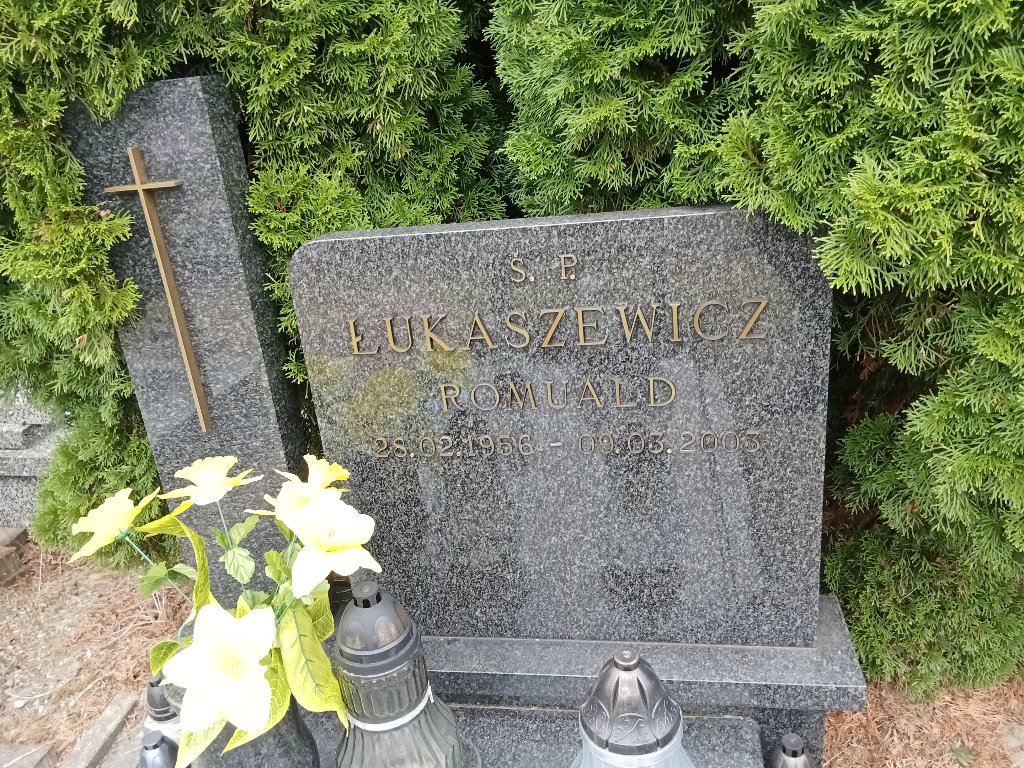 Ś. P.
ŁUKASZEWICZ
ROMUALD
28.02.1956 - 09.03.2003